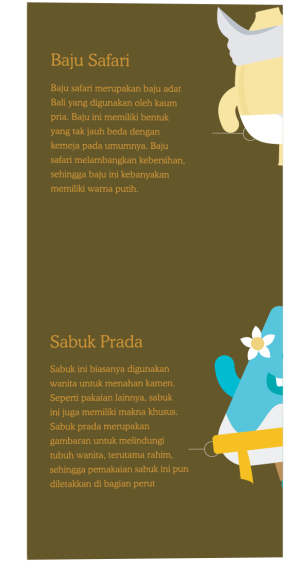 Baju Safari
Baju safari merupakan baju adat
Bali yang digunakan oleh kaum
pria. Baju ini memiliki bentuk
yang tak jauh beda dengan
kemeja pada umumnya. Baju
safari melambangkan kebersihan,
sehingga baju ini kebanyakan
memiliki warna putih.
Sabuk Prada
Sabuk ini biasanya digunakan
wanita untuk menahan kamen.
Seperti pakaian lainnya, sabuk
ini juga memiliki makna khusus.
Sabuk prada merupakan
gambaran untuk melindungi
tubuh wanita, terutama rahim,
sehingga pemakaian sabuk ini pun
diletakkan di bagian perut